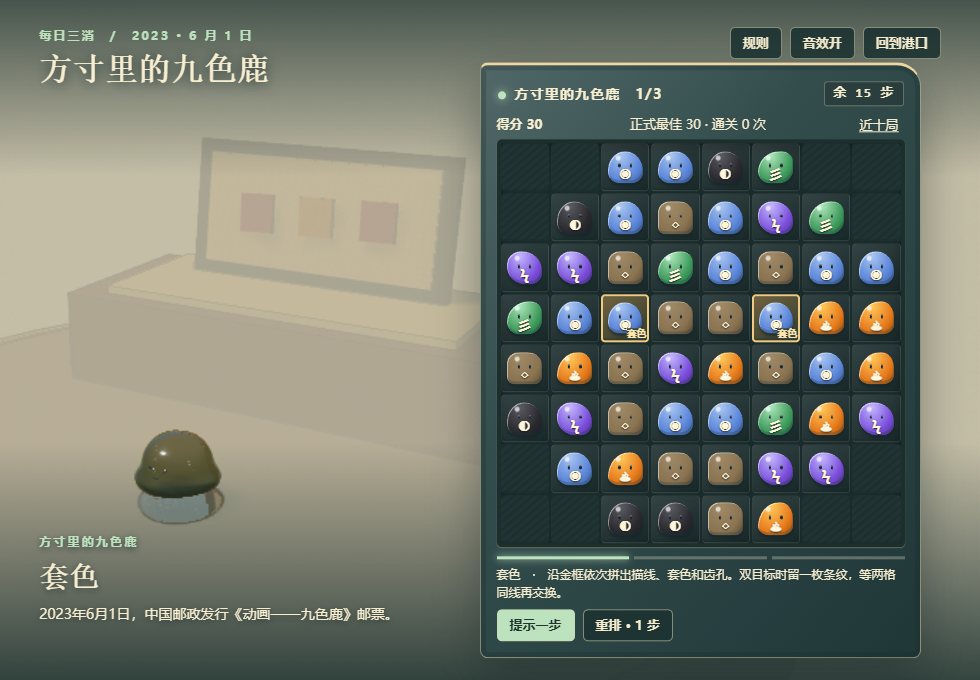 每日三消 / 2023·6月1日
方寸里的九色鹿
规则
音效开
回到港口
方寸里的九色鹿 1/3
余 15 步
得分 30
正式最佳 30·通关 0 次
近十局
套色
套色
套色 · 沿金框依次拼出描线、套色和齿孔。双目标时留一枚条纹，等两格
同线再交换。
提示一步
重排·1 步
方寸里的九色鹿
套色
2023年6月1日，中国邮政发行《动画——九色鹿》邮票。